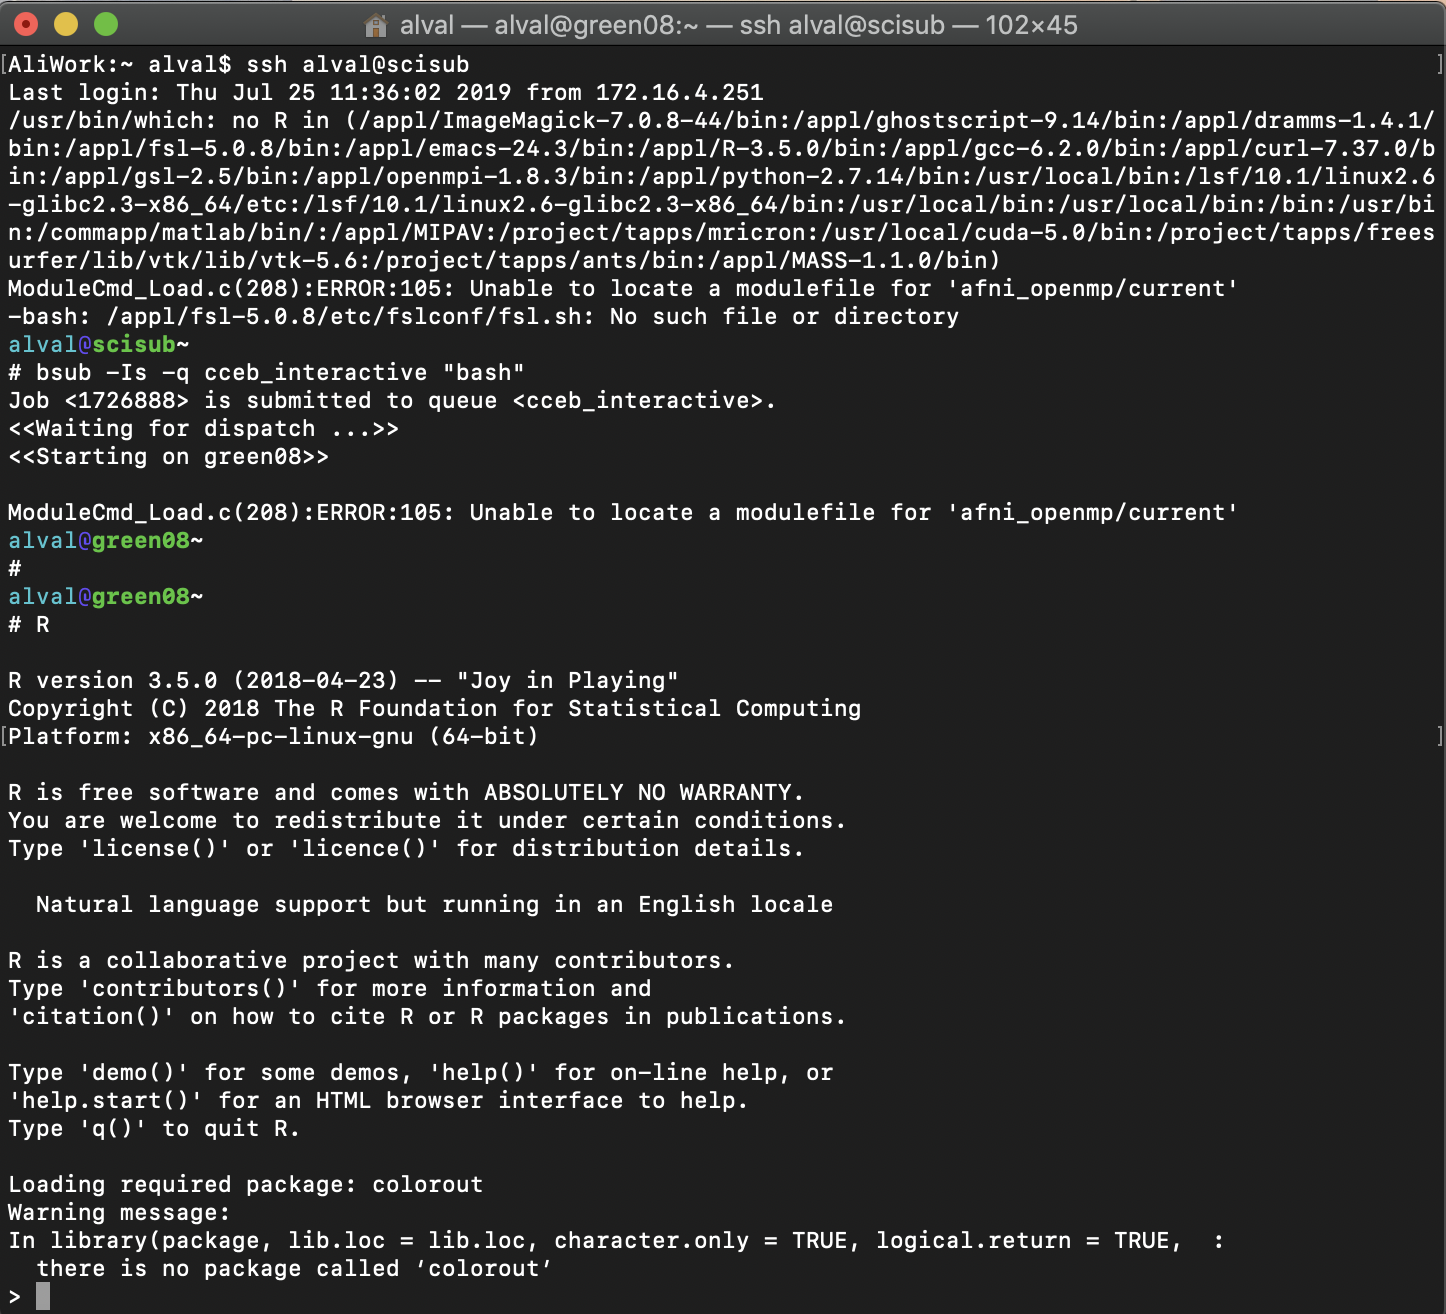 alval — alval@green08:~ — ssh alval@scisub — 102×45
[AliWork:~ alval$ ssh alval@scisub ]
Last login: Thu Jul 25 11:36:02 2019 from 172.16.4.251
/usr/bin/which: no R in (/appl/ImageMagick-7.0.8-44/bin:/appl/ghostscript-9.14/bin:/appl/dramms-1.4.1/
bin:/appl/fsl-5.0.8/bin:/appl/emacs-24.3/bin:/appl/R-3.5.0/bin:/appl/gcc-6.2.0/bin:/appl/curl-7.37.0/b
in:/appl/gsl-2.5/bin:/appl/openmpi-1.8.3/bin:/appl/python-2.7.14/bin:/usr/local/bin:/lsf/10.1/linux2.6
-glibc2.3-x86_64/etc:/lsf/10.1/linux2.6-glibc2.3-x86_64/bin:/usr/local/bin:/usr/local/bin:/bin:/usr/bi
n:/commapp/matlab/bin/:/appl/MIPAV:/project/tapps/mricron:/usr/local/cuda-5.0/bin:/project/tapps/frees
urfer/lib/vtk/lib/vtk-5.6:/project/tapps/ants/bin:/appl/MASS-1.1.0/bin)
ModuleCmd_Load.c(208):ERROR:105: Unable to locate a modulefile for 'afni_openmp/current'
-bash: /appl/fsl-5.0.8/etc/fslconf/fsl.sh: No such file or directory
alval@scisub~
# bsub -Is -q cceb_interactive "bash"
Job <1726888> is submitted to queue <cceb_interactive>.
<<Waiting for dispatch ...>>
<<Starting on green08>>
ModuleCmd_Load.c(208):ERROR:105: Unable to locate a modulefile for 'afni_openmp/current'
alval@green08~
#
alval@green08~
# R
R version 3.5.0 (2018-04-23) -- "Joy in Playing"
Copyright (C) 2018 The R Foundation for Statistical Computing
[Platform: x86_64-pc-linux-gnu (64-bit) ]
R is free software and comes with ABSOLUTELY NO WARRANTY.
You are welcome to redistribute it under certain conditions.
Type 'license()' or 'licence()' for distribution details.
Natural language support but running in an English locale
R is a collaborative project with many contributors.
Type 'contributors()' for more information and
'citation()' on how to cite R or R packages in publications.
Type 'demo()' for some demos, 'help()' for on-line help, or
'help.start()' for an HTML browser interface to help.
Type 'q()' to quit R.
Loading required package: colorout
Warning message:
In library(package, lib.loc = lib.loc, character.only = TRUE, logical.return = TRUE,  :
there is no package called ‘colorout’
>